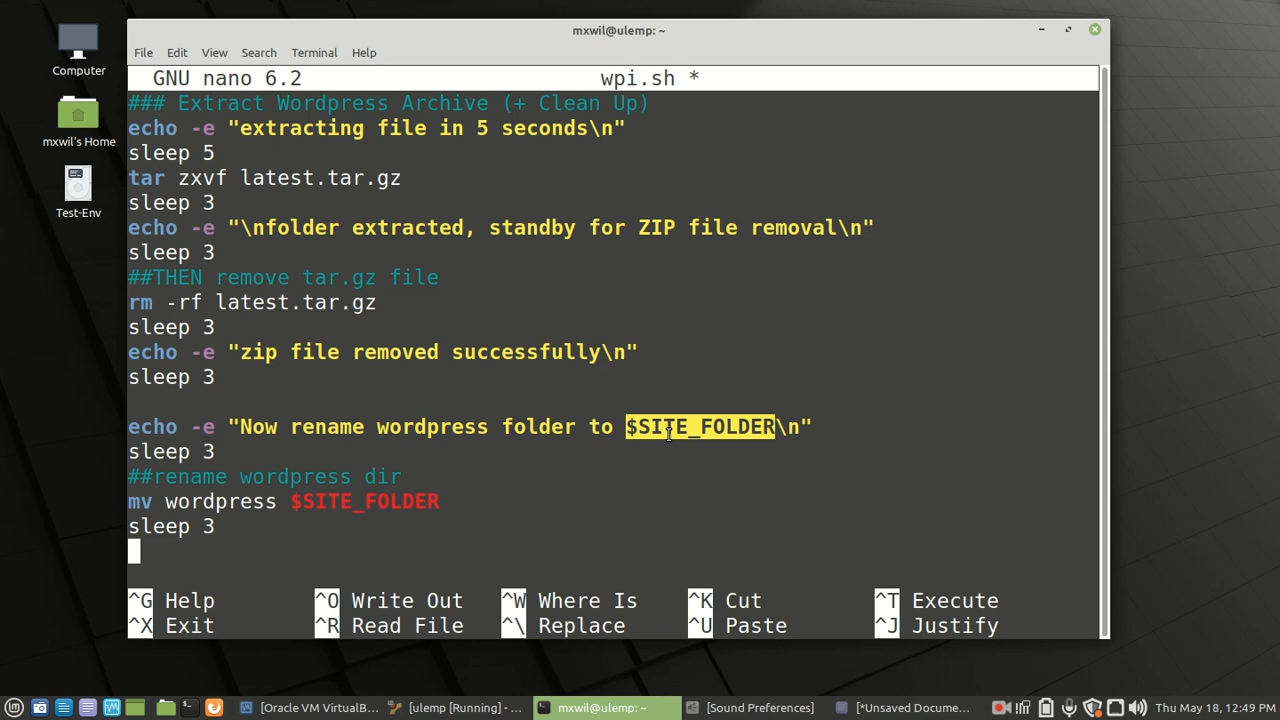 mxwil@ulemp: ~
Computer
mxwil's Home
Test-Env
File Edit View Search Terminal Help
GNU nano 6.2 wpi.sh *
### Extract Wordpress Archive (+ Clean Up)
echo -e "extracting file in 5 seconds\n"
sleep 5
tar zxvf latest.tar.gz
sleep 3
echo -e "\nfolder extracted, standby for ZIP file removal\n"
sleep 3
##THEN remove tar.gz file
rm -rf latest.tar.gz
sleep 3
echo -e "zip file removed successfully\n"
sleep 3
echo -e "Now rename wordpress folder to $SITE_FOLDER\n"
sleep 3
##rename wordpress dir
mv wordpress $SITE_FOLDER
sleep 3
^G Help ^O Write Out ^W Where Is ^K Cut ^T Execute
^X Exit ^R Read File ^\ Replace ^U Paste ^J Justify
[Oracle VM VirtualB... [ulemp [Running] - ... mxwil@ulemp: ~ [Sound Preferences] [*Unsaved Docume... Thu May 18, 12:49 PM